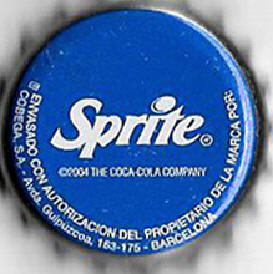 Sprite®
©2004 THE COCA-COLA COMPANY
® ENVASADO CON AUTORIZACION DEL PROPIETARIO DE LA MARCA POR:
COBEGA, S.A. - Avda. Guipuzcoa, 163-175 - BARCELONA